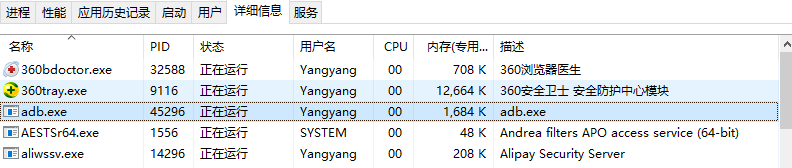 进程 性能 应用历史记录 启动 用户 详细信息 服务
名称 PID 状态 用户名 CPU 内存(专用... 描述
360bdoctor.exe 32588 正在运行 Yangyang 00 708 K 360浏览器医生
360tray.exe 9116 正在运行 Yangyang 00 12,664 K 360安全卫士 安全防护中心模块
adb.exe 45296 正在运行 Yangyang 00 1,684 K adb.exe
AESTSr64.exe 1556 正在运行 SYSTEM 00 48 K Andrea filters APO access service (64-bit)
aliwssv.exe 14296 正在运行 Yangyang 00 208 K Alipay Security Server